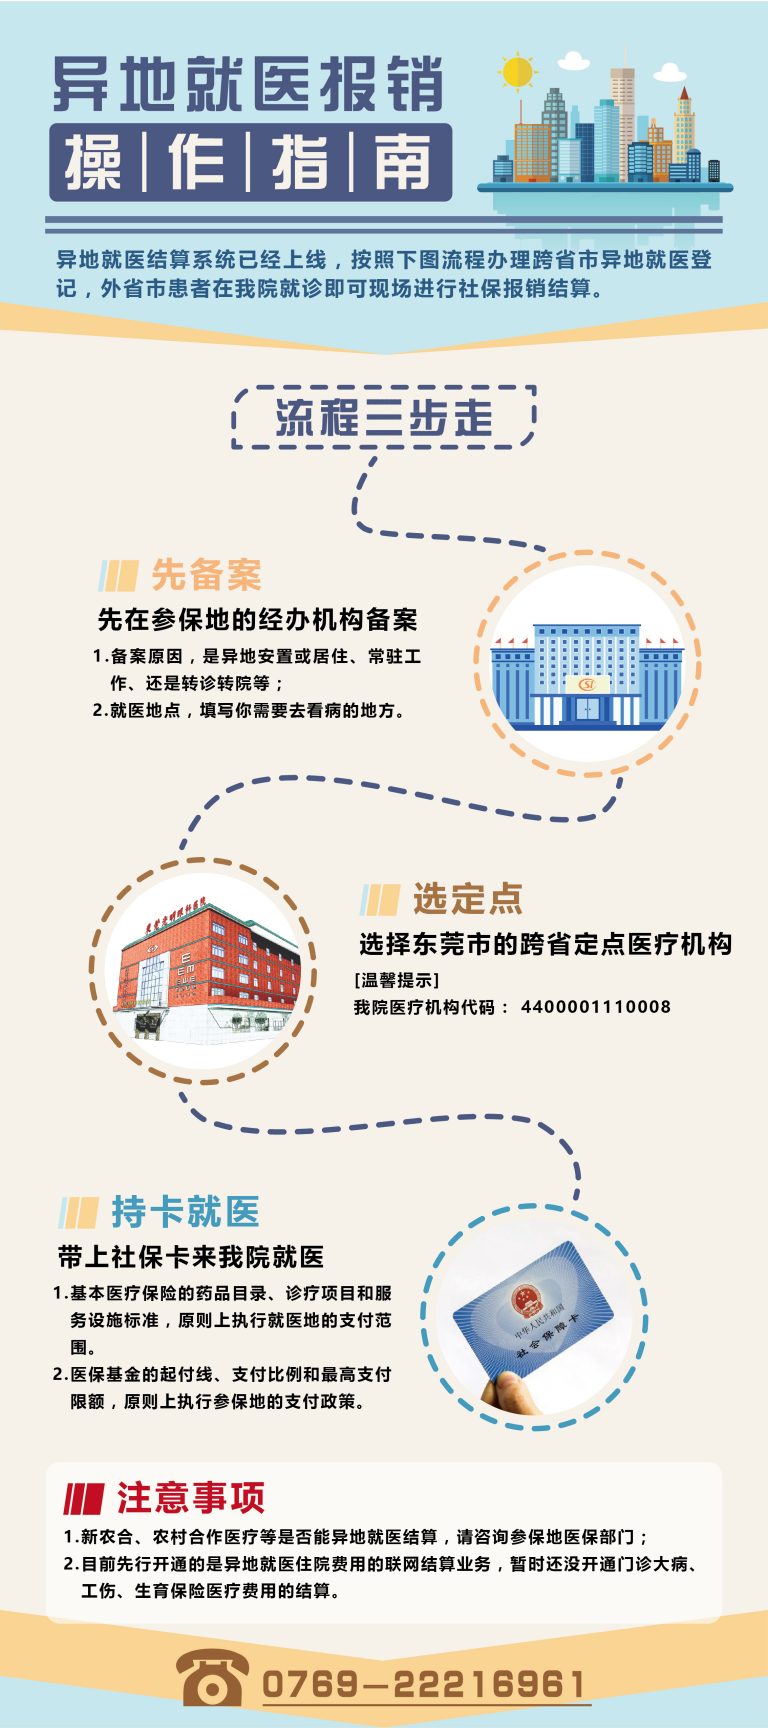 异地就医报销
操作指南
异地就医结算系统已经上线，按照下图流程办理跨省市异地就医登
记，外省市患者在我院就诊即可现场进行社保报销结算。
流程三步走
先备案
先在参保地的经办机构备案
1.备案原因，是异地安置或居住、常驻工
作、还是转诊转院等；
2.就医地点，填写你需要去看病的地方。
选定点
选择东莞市的跨省定点医疗机构
[温馨提示]
我院医疗机构代码： 4400001110008
东莞光明眼科医院
持卡就医
带上社保卡来我院就医
1.基本医疗保险的药品目录、诊疗项目和服
务设施标准，原则上执行就医地的支付范
围。
2.医保基金的起付线、支付比例和最高支付
限额，原则上执行参保地的支付政策。
中华人民共和国
社会保障卡
注意事项
1.新农合、农村合作医疗等是否能异地就医结算，请咨询参保地医保部门；
2.目前先行开通的是异地就医住院费用的联网结算业务，暂时还没开通门诊大病、
工伤、生育保险医疗费用的结算。
0769—22216961